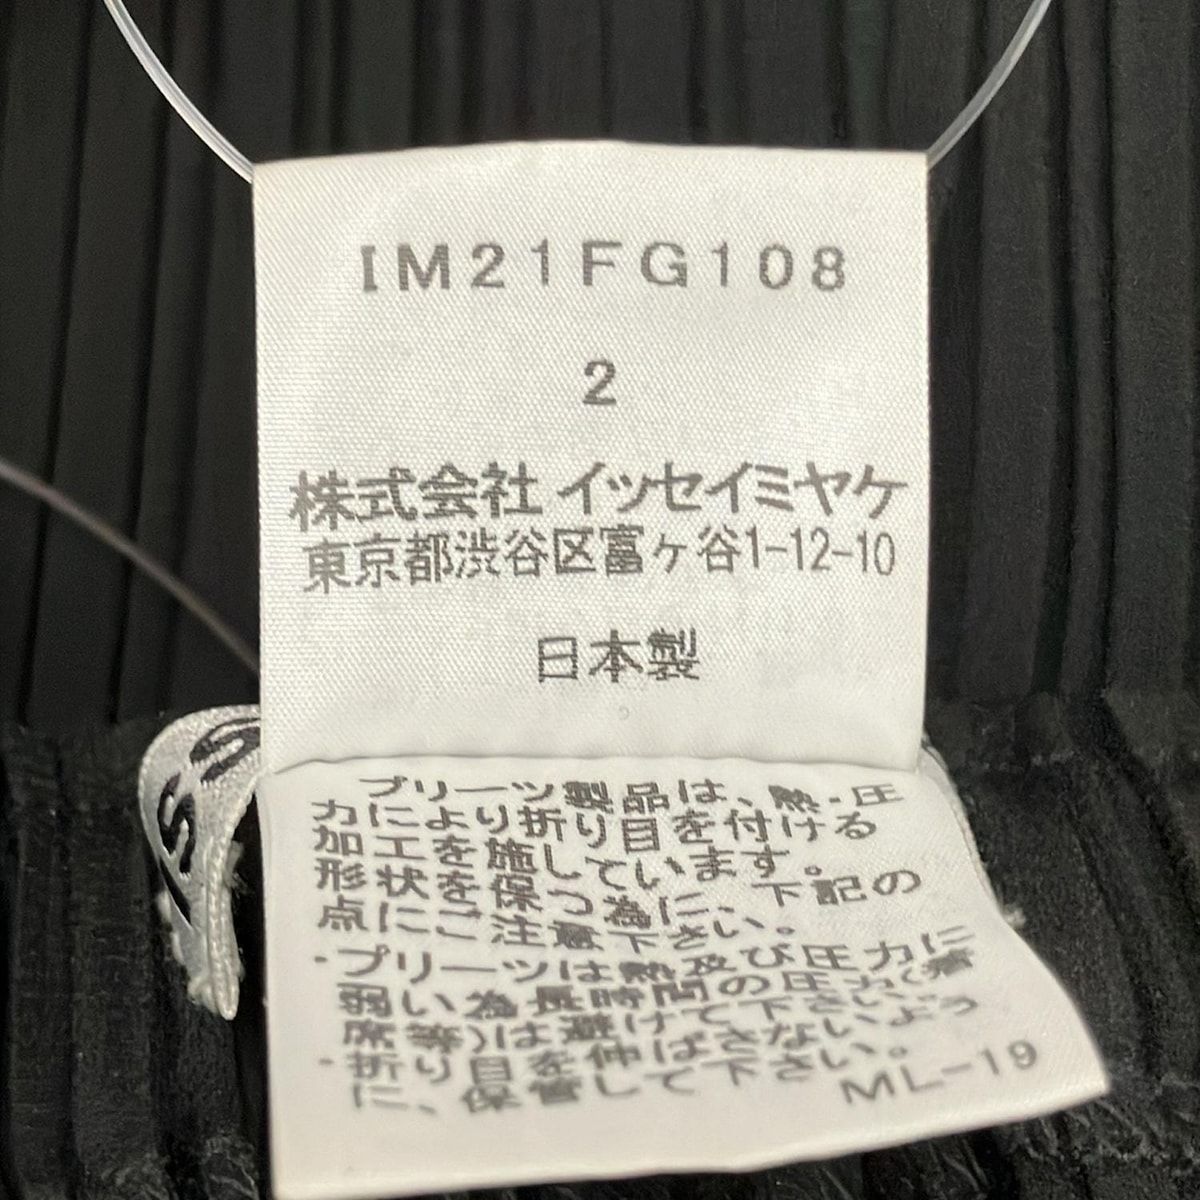 IM21FG108
2
株式会社 イッセイミヤケ
東京都渋谷区富ヶ谷1-12-10
日本製
プリーツ製品は、熱・圧
力により折り目を付ける
加工を施しています。
形状を保つ為に、下記の
点にご注意下さい。
・プリーツは熱及び圧力に
弱い為長時間の圧力(着
席等)は避けて下さい。
・折り目を伸ばさないよう
に、保管して下さい。
ML-19
ISS